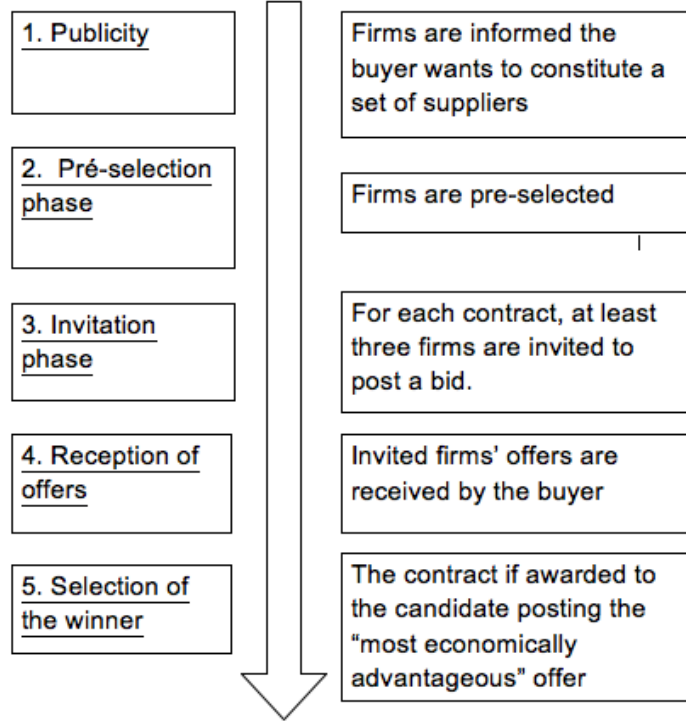 1. Publicity
Firms are informed the
buyer wants to constitute a
set of suppliers
2. Pré-selection
phase
Firms are pre-selected
3. Invitation
phase
For each contract, at least
three firms are invited to
post a bid.
4. Reception of
offers
Invited firms' offers are
received by the buyer
5. Selection of
the winner
The contract if awarded to
the candidate posting the
“most economically
advantageous” offer